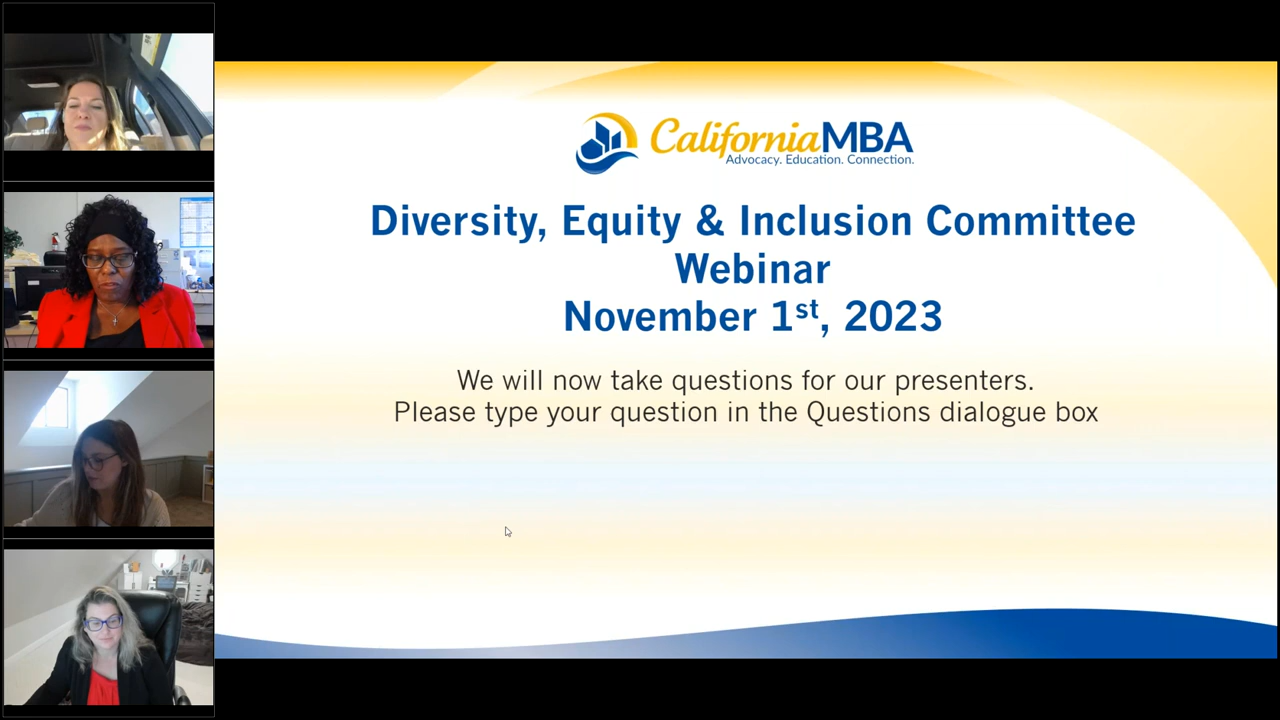 CaliforniaMBA
Advocacy. Education. Connection.
Diversity, Equity & Inclusion Committee
Webinar
November 1st, 2023
We will now take questions for our presenters.
Please type your question in the Questions dialogue box